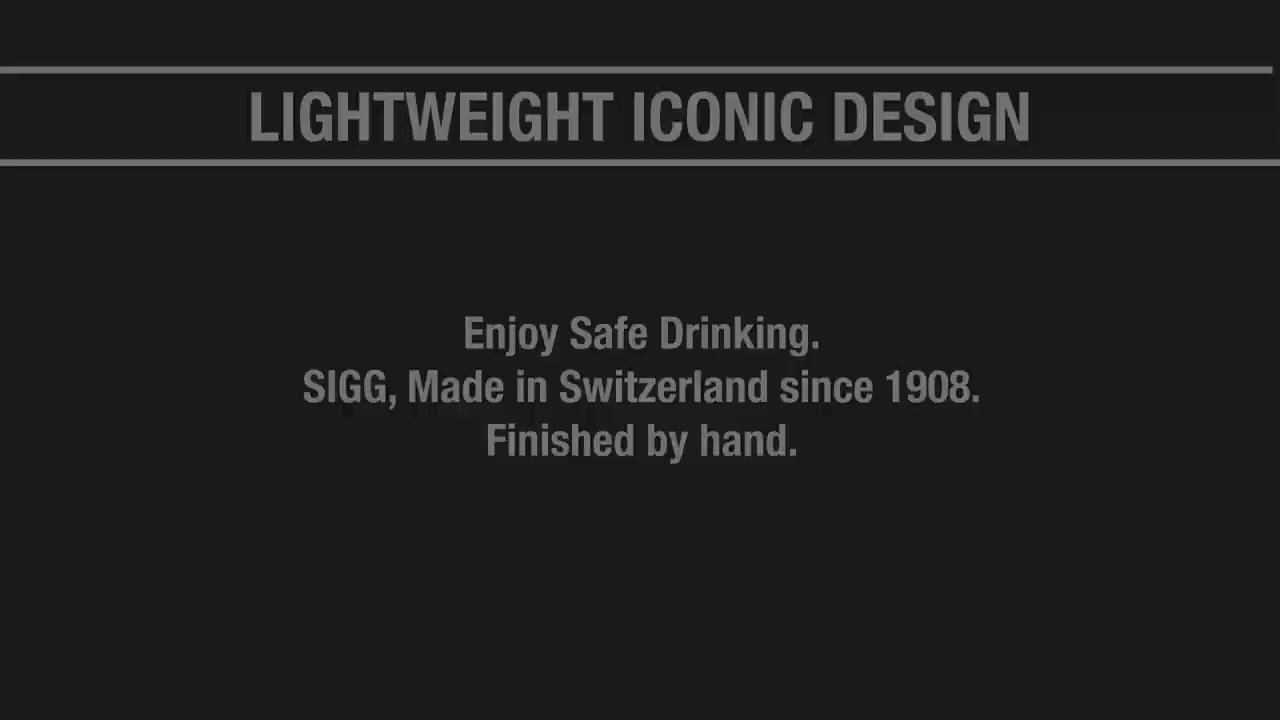 LIGHTWEIGHT ICONIC DESIGN
Enjoy Safe Drinking.
SIGG, Made in Switzerland since 1908.
Finished by hand.